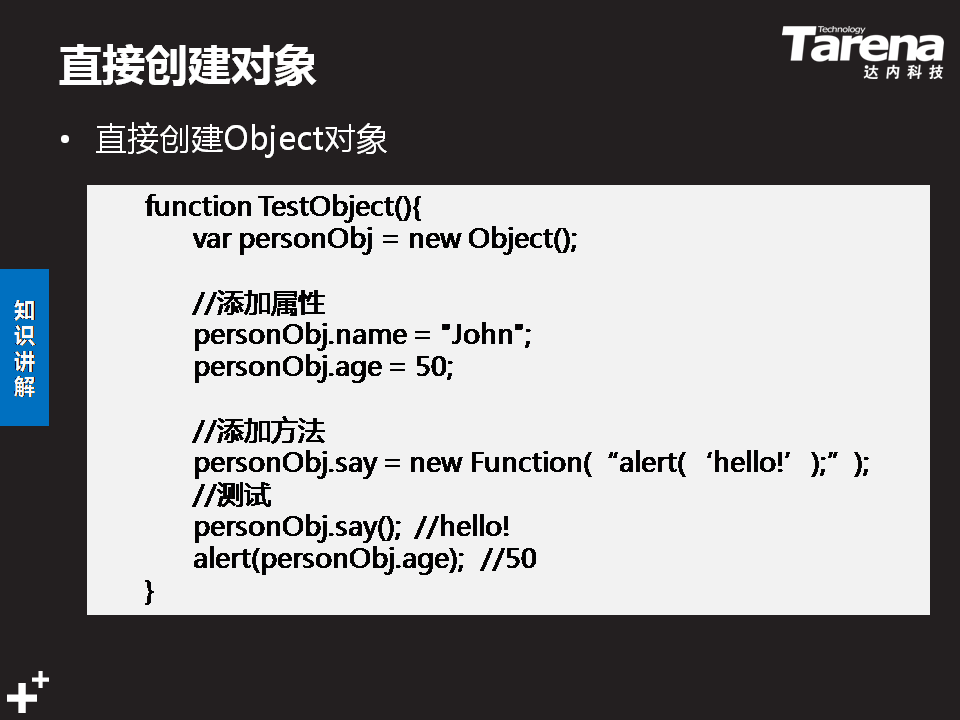 直接创建对象
Technology
Tarena
达内科技
• 直接创建Object对象
function TestObject(){
var personObj = new Object();
//添加属性
personObj.name = "John";
personObj.age = 50;
//添加方法
personObj.say = new Function(“alert(‘hello!’);”);
//测试
personObj.say(); //hello!
alert(personObj.age); //50
}
知
识
讲
解